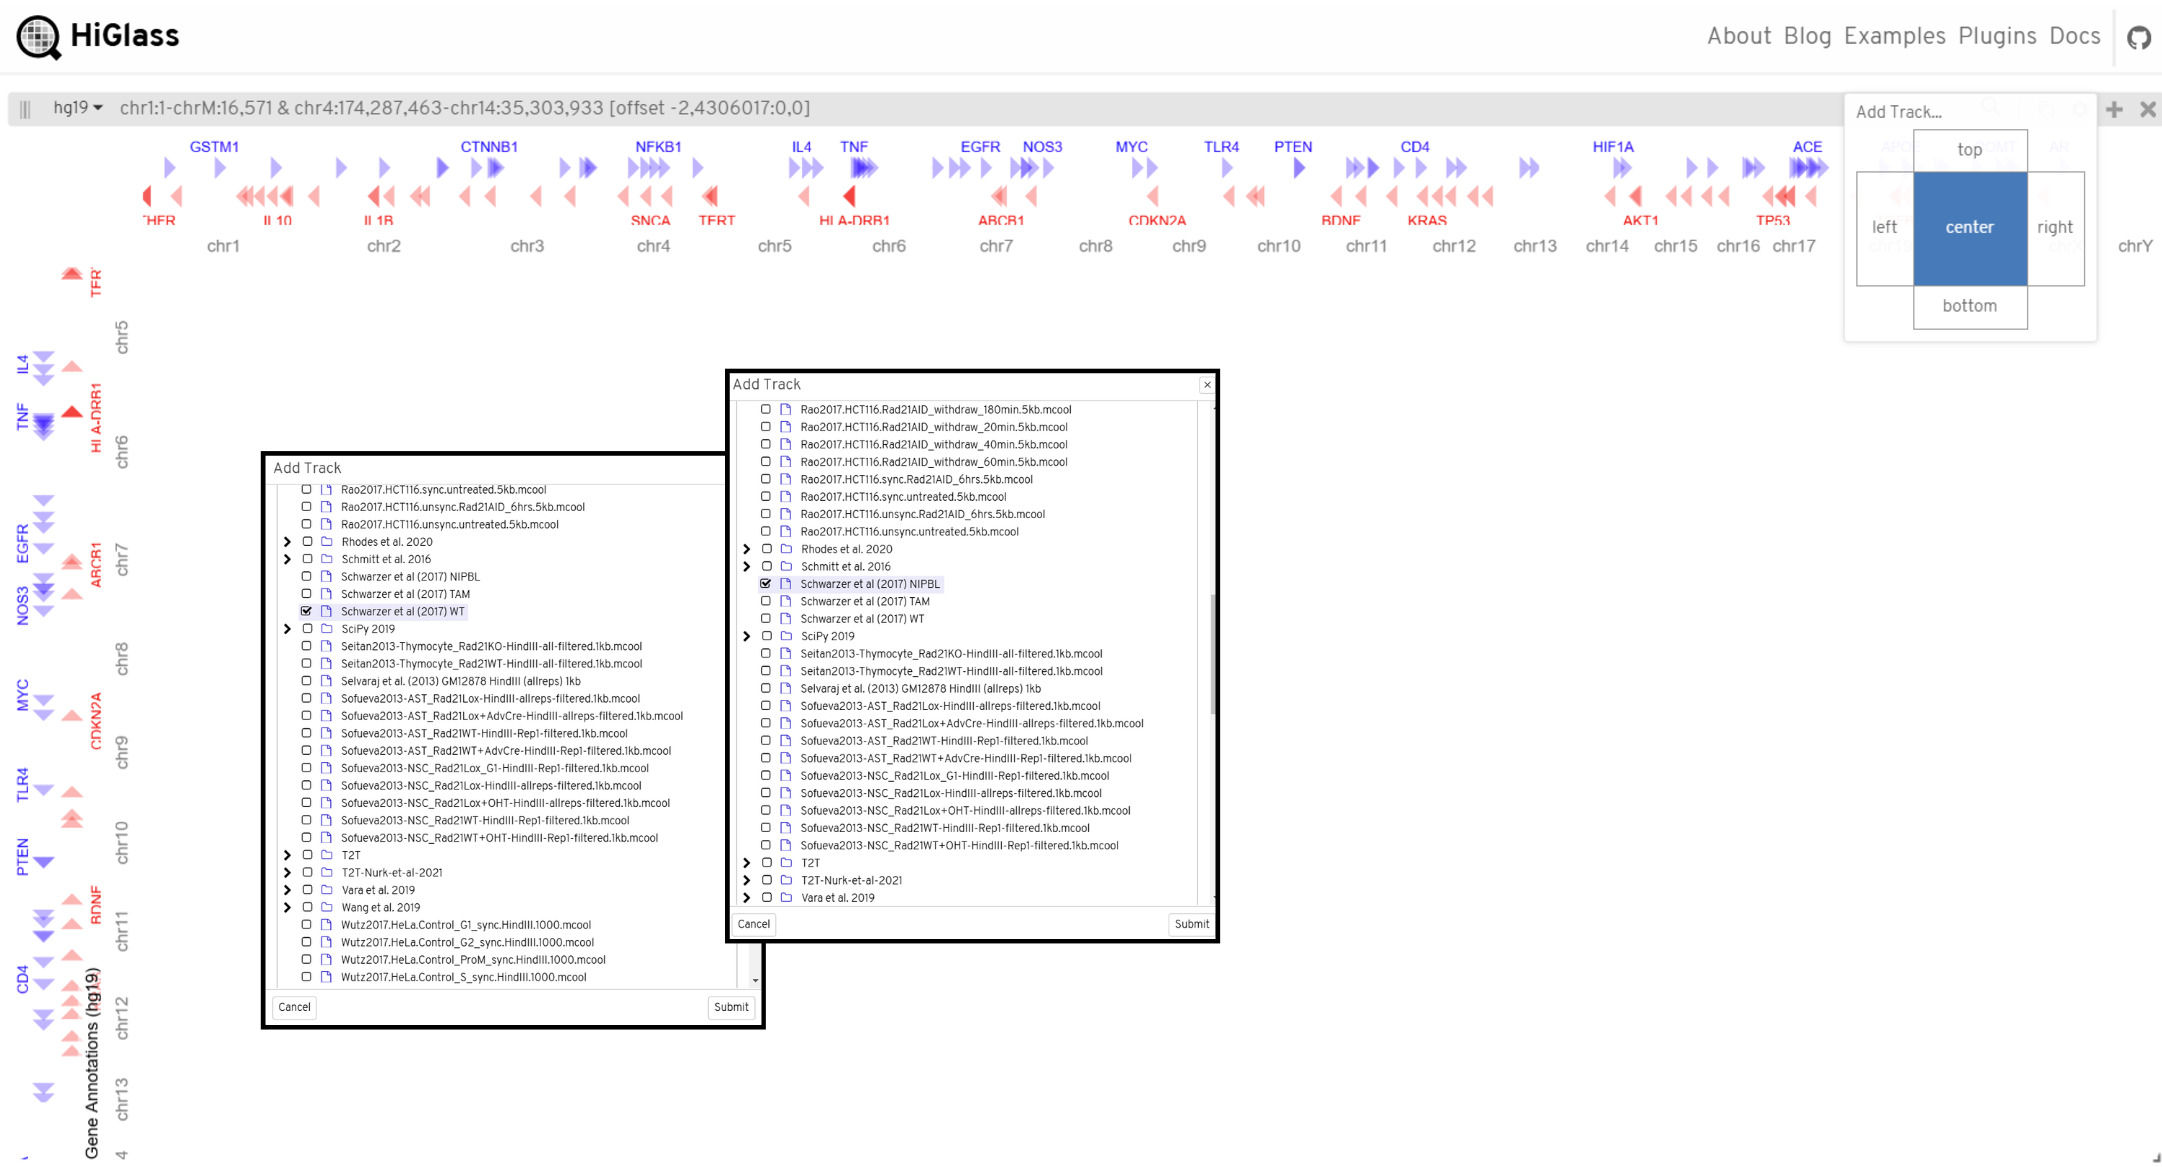 HiGlass
About Blog Examples Plugins Docs
hg19 chr1:1-chrM:16,571 & chr4:174,287,463-chr14:35,303,933 [offset -2,4306017:0,0]
Add Track...
top
left center right
bottom
GSTM1 CTNNB1 NFKB1 IL4 TNF EGFR NOS3 MYC TLR4 PTEN CD4 HIF1A ACE
IL10 IL1B SNCA TERT HLA-DRB1 ABCB1 CDKN2A BDNF KRAS AKT1 TP53
chr1 chr2 chr3 chr4 chr5 chr6 chr7 chr8 chr9 chr10 chr11 chr12 chr13 chr14 chr15 chr16 chr17 chrY
IL4
TNF
EGFR
NOS3
MYC
TLR4
PTEN
CD4
HLA-DRB1
ABCB1
CDKN2A
BDNF
Gene Annotations (hg19)
chr5
chr6
chr7
chr8
chr9
chr10
chr11
chr12
chr13
4
Add Track
Rao2017.HCT116.sync.untreated.5kb.mcool
Rao2017.HCT116.unsync.Rad21AID_6hrs.5kb.mcool
Rao2017.HCT116.unsync.untreated.5kb.mcool
Rhodes et al. 2020
Schmitt et al. 2016
Schwarzer et al (2017) NIPBL
Schwarzer et al (2017) TAM
Schwarzer et al (2017) WT
SciPy 2019
Seitan2013-Thymocyte_Rad21KO-HindIII-all-filtered.1kb.mcool
Seitan2013-Thymocyte_Rad21WT-HindIII-all-filtered.1kb.mcool
Selvaraj et al. (2013) GM12878 HindIII (allreps) 1kb
Sofueva2013-AST_Rad21Lox-HindIII-allreps-filtered.1kb.mcool
Sofueva2013-AST_Rad21Lox+AdvCre-HindIII-allreps-filtered.1kb.mcool
Sofueva2013-AST_Rad21WT-HindIII-Rep1-filtered.1kb.mcool
Sofueva2013-AST_Rad21WT+AdvCre-HindIII-Rep1-filtered.1kb.mcool
Sofueva2013-NSC_Rad21Lox_G1-HindIII-Rep1-filtered.1kb.mcool
Sofueva2013-NSC_Rad21Lox-HindIII-allreps-filtered.1kb.mcool
Sofueva2013-NSC_Rad21Lox+OHT-HindIII-allreps-filtered.1kb.mcool
Sofueva2013-NSC_Rad21WT-HindIII-Rep1-filtered.1kb.mcool
Sofueva2013-NSC_Rad21WT+OHT-HindIII-Rep1-filtered.1kb.mcool
T2T
T2T-Nurk-et-al-2021
Vara et al. 2019
Wang et al. 2019
Wutz2017.HeLa.Control_G1_sync.HindIII.1000.mcool
Wutz2017.HeLa.Control_G2_sync.HindIII.1000.mcool
Wutz2017.HeLa.Control_ProM_sync.HindIII.1000.mcool
Wutz2017.HeLa.Control_S_sync.HindIII.1000.mcool
Cancel Submit
Add Track
Rao2017.HCT116.Rad21AID_withdraw_180min.5kb.mcool
Rao2017.HCT116.Rad21AID_withdraw_20min.5kb.mcool
Rao2017.HCT116.Rad21AID_withdraw_40min.5kb.mcool
Rao2017.HCT116.Rad21AID_withdraw_60min.5kb.mcool
Rao2017.HCT116.sync.Rad21AID_6hrs.5kb.mcool
Rao2017.HCT116.sync.untreated.5kb.mcool
Rao2017.HCT116.unsync.Rad21AID_6hrs.5kb.mcool
Rao2017.HCT116.unsync.untreated.5kb.mcool
Rhodes et al. 2020
Schmitt et al. 2016
Schwarzer et al (2017) NIPBL
Schwarzer et al (2017) TAM
Schwarzer et al (2017) WT
SciPy 2019
Seitan2013-Thymocyte_Rad21KO-HindIII-all-filtered.1kb.mcool
Seitan2013-Thymocyte_Rad21WT-HindIII-all-filtered.1kb.mcool
Selvaraj et al. (2013) GM12878 HindIII (allreps) 1kb
Sofueva2013-AST_Rad21Lox-HindIII-allreps-filtered.1kb.mcool
Sofueva2013-AST_Rad21Lox+AdvCre-HindIII-allreps-filtered.1kb.mcool
Sofueva2013-AST_Rad21WT-HindIII-Rep1-filtered.1kb.mcool
Sofueva2013-AST_Rad21WT+AdvCre-HindIII-Rep1-filtered.1kb.mcool
Sofueva2013-NSC_Rad21Lox_G1-HindIII-Rep1-filtered.1kb.mcool
Sofueva2013-NSC_Rad21Lox-HindIII-allreps-filtered.1kb.mcool
Sofueva2013-NSC_Rad21Lox+OHT-HindIII-allreps-filtered.1kb.mcool
Sofueva2013-NSC_Rad21WT-HindIII-Rep1-filtered.1kb.mcool
Sofueva2013-NSC_Rad21WT+OHT-HindIII-Rep1-filtered.1kb.mcool
T2T
T2T-Nurk-et-al-2021
Vara et al. 2019
Cancel Submit